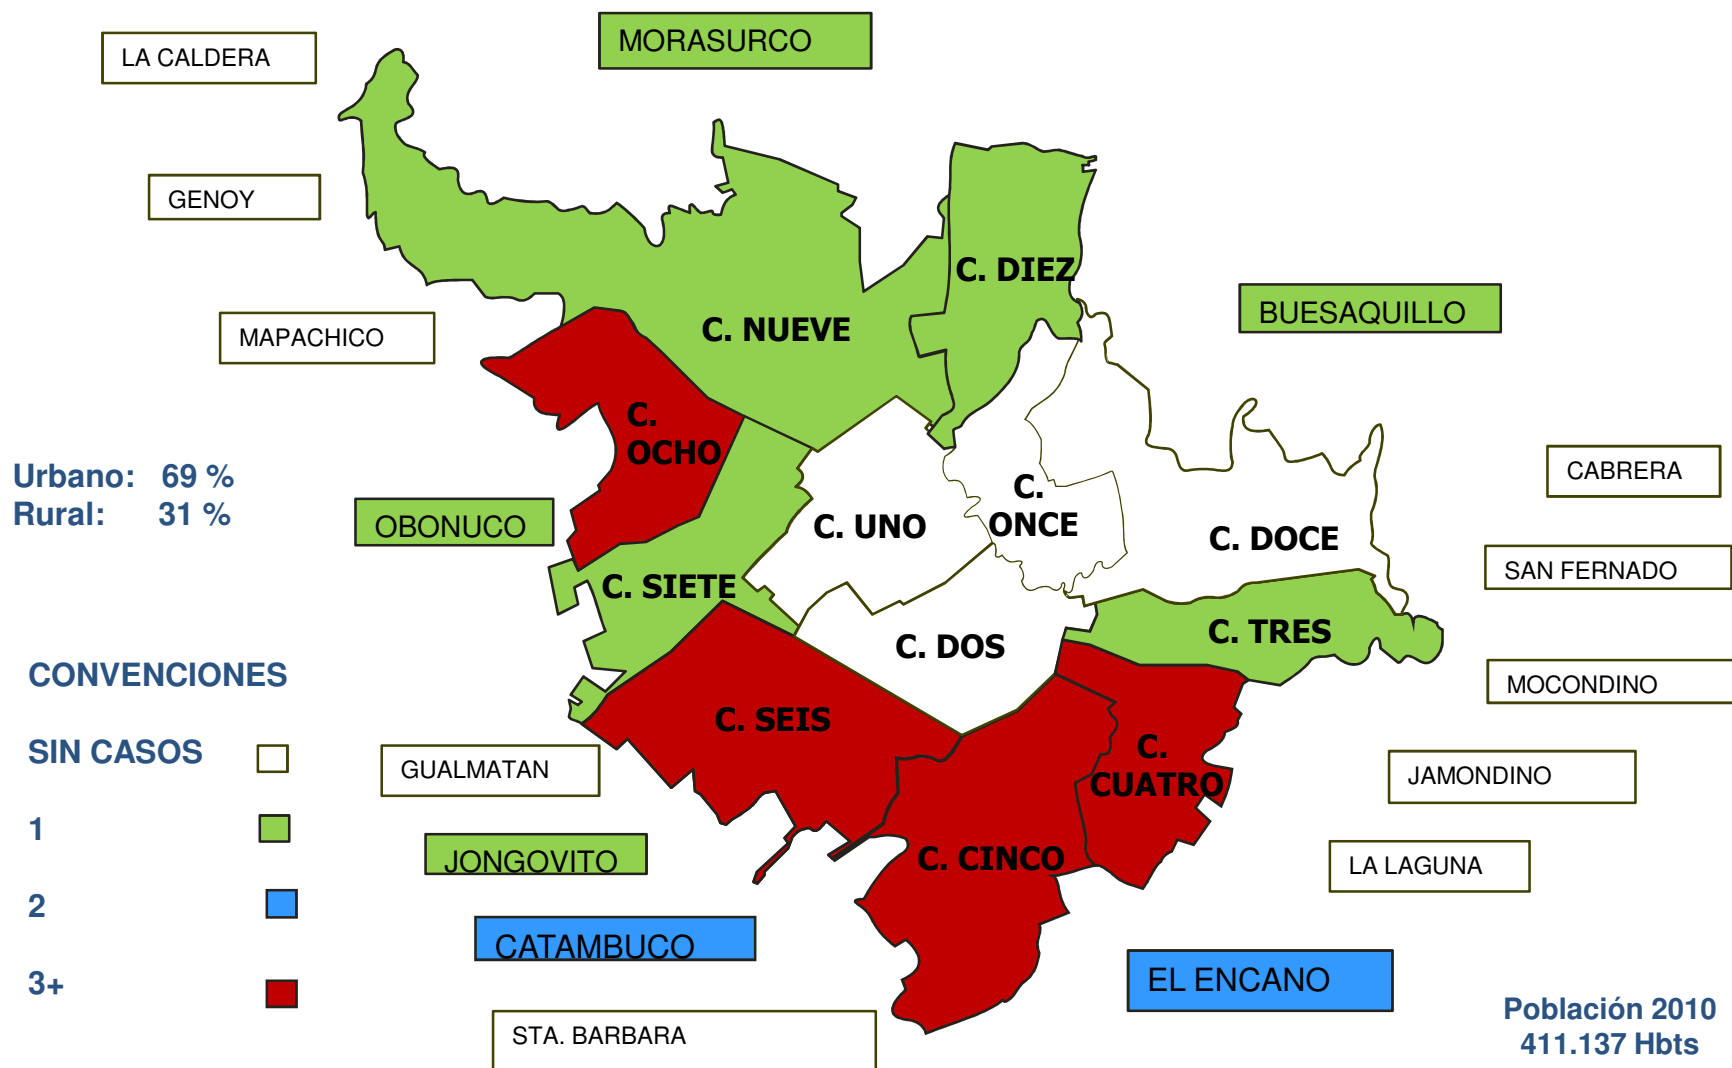 MORASURCO
LA CALDERA
GENOY
C. DIEZ
BUESAQUILLO
MAPACHICO
C. NUEVE
C.
OCHO
Urbano: 69 %
Rural: 31 %
OBONUCO
C. UNO
C.
ONCE
C. DOCE
CABRERA
SAN FERNADO
C. SIETE
C. TRES
C. DOS
MOCONDINO
CONVENCIONES
SIN CASOS
C. SEIS
C.
CUATRO
GUALMATAN
JAMONDINO
1
JONGOVITO
C. CINCO
LA LAGUNA
2
CATAMBUCO
EL ENCANO
3+
STA. BARBARA
Población 2010
411.137 Hbts